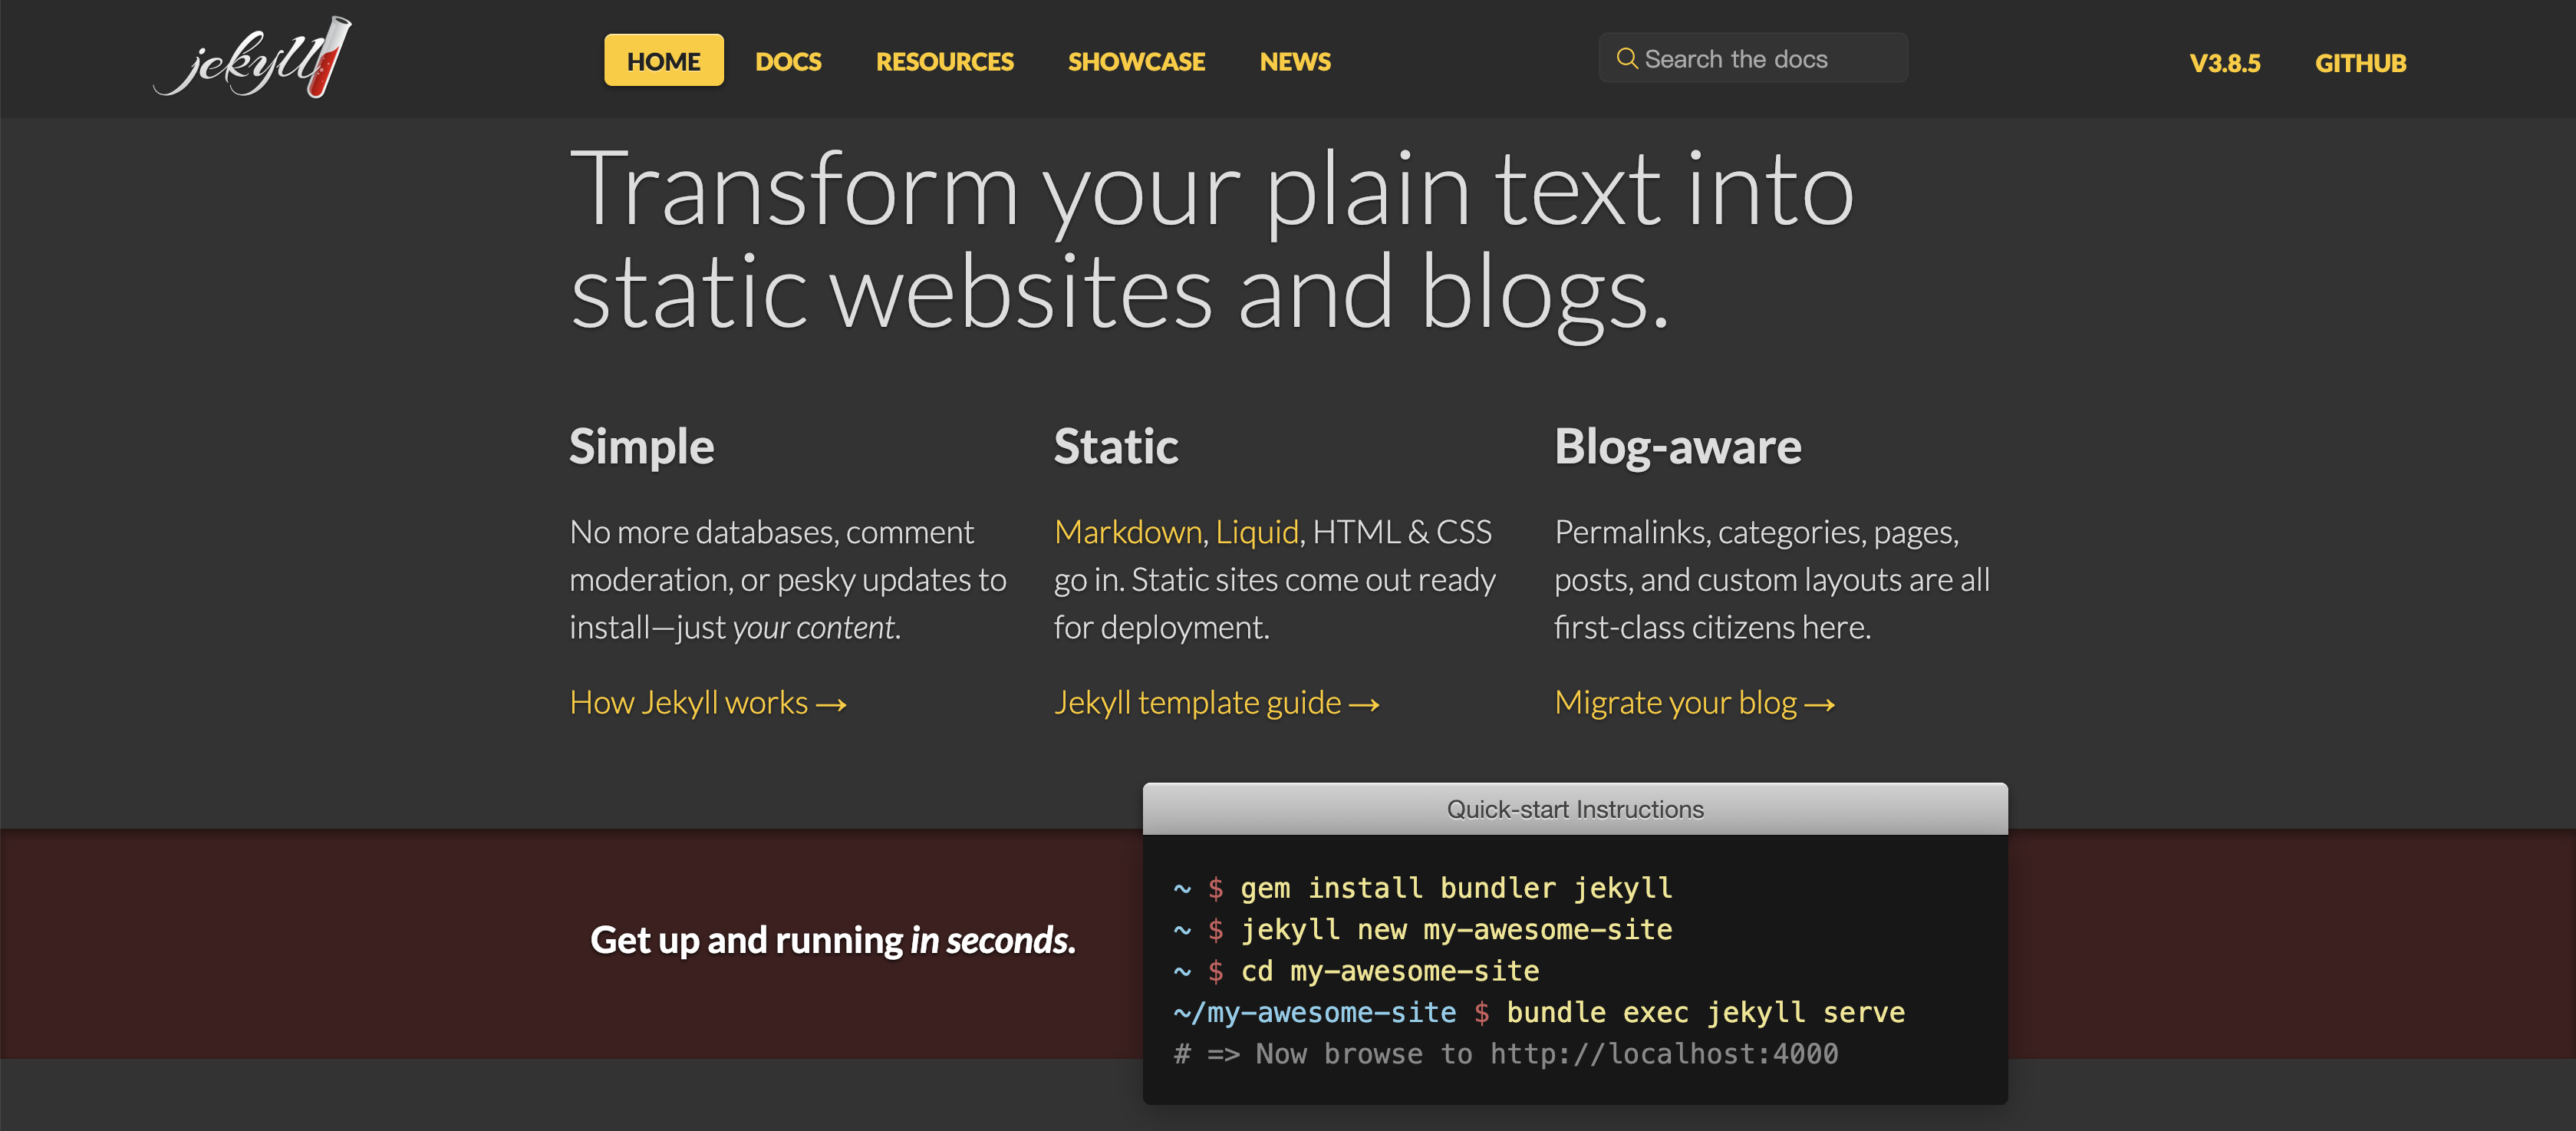 jekyll
HOME DOCS RESOURCES SHOWCASE NEWS
Search the docs
V3.8.5 GITHUB
Transform your plain text into
static websites and blogs.
Simple
No more databases, comment
moderation, or pesky updates to
install—just your content.
How Jekyll works →
Static
Markdown, Liquid, HTML & CSS
go in. Static sites come out ready
for deployment.
Jekyll template guide →
Blog-aware
Permalinks, categories, pages,
posts, and custom layouts are all
first-class citizens here.
Migrate your blog →
Get up and running in seconds.
Quick-start Instructions
~ $ gem install bundler jekyll
~ $ jekyll new my-awesome-site
~ $ cd my-awesome-site
~/my-awesome-site $ bundle exec jekyll serve
# => Now browse to http://localhost:4000